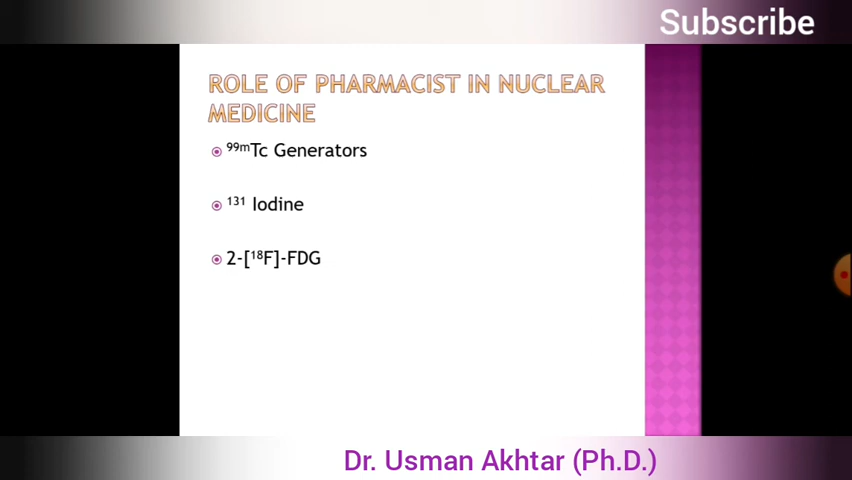 Subscribe
ROLE OF PHARMACIST IN NUCLEAR
MEDICINE
⁹⁹ᵐTc Generators
¹³¹ Iodine
2-[¹⁸F]-FDG
Dr. Usman Akhtar (Ph.D.)